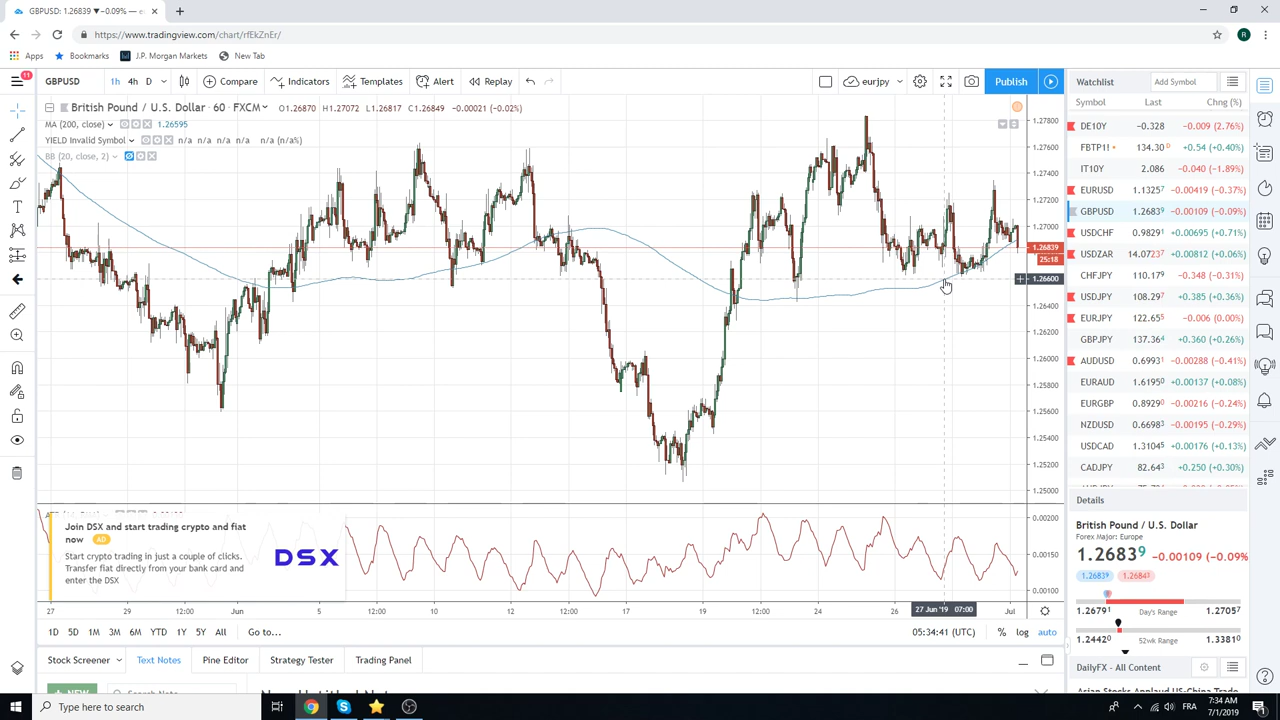 GBPUSD: 1.26839 ▼−0.09% —
https://www.tradingview.com/chart/rfEkZnEr/
R
Apps Bookmarks J.P. Morgan Markets New Tab
11
GBPUSD 1h 4h D Compare Indicators Templates Alert Replay eurjpy Publish
British Pound / U.S. Dollar · 60 · FXCM O1.26870 H1.27072 L1.26817 C1.26849 −0.00021 (−0.02%)
MA (200, close) 1.26595
YIELD Invalid Symbol n/a n/a n/a n/a n/a (n/a%)
BB (20, close, 2)
1.27800
1.27600
1.27400
1.27200
1.27000
1.26839
25:18
1.26600
1.26400
1.26200
1.26000
1.25800
1.25600
1.25400
1.25200
1.25000
0.00200
0.00150
0.00100
Join DSX and start trading crypto and fiat
now AD
Start crypto trading in just a couple of clicks.
Transfer fiat directly from your bank card and
enter the DSX
DSX
27 29 12:00 Jun 5 12:00 10 12 12:00 17 19 12:00 24 26 27 Jun '19 07:00 Jul
1D 5D 1M 3M 6M YTD 1Y 5Y All Go to... 05:34:41 (UTC) % log auto
Stock Screener Text Notes Pine Editor Strategy Tester Trading Panel
Watchlist Add Symbol
Symbol Last Chng (%)
DE10Y −0.328 −0.009 (2.76%)
FBTP1! 134.30 D +0.54 (+0.40%)
IT10Y 2.086 −0.040 (−1.89%)
EURUSD 1.13257 −0.00419 (−0.37%)
GBPUSD 1.26839 −0.00109 (−0.09%)
USDCHF 0.98291 +0.00695 (+0.71%)
USDZAR 14.07237 +0.00812 (+0.06%)
CHFJPY 110.179 −0.348 (−0.31%)
USDJPY 108.297 +0.385 (+0.36%)
EURJPY 122.655 −0.006 (0.00%)
GBPJPY 137.364 +0.360 (+0.26%)
AUDUSD 0.69931 −0.00288 (−0.41%)
EURAUD 1.61950 +0.00137 (+0.08%)
EURGBP 0.89290 −0.00216 (−0.24%)
NZDUSD 0.66983 −0.00195 (−0.29%)
USDCAD 1.31045 +0.00176 (+0.13%)
CADJPY 82.643 +0.250 (+0.30%)
Details
British Pound / U.S. Dollar
Forex Major: Europe
1.26839 −0.00109 (−0.09%
1.26839 1.26843
1.26791 Day's Range 1.27057
1.24420 52wk Range 1.33810
DailyFX - All Content
Asian Stocks Applaud US-China Trade
Type here to search
FRA
7:34 AM
7/1/2019